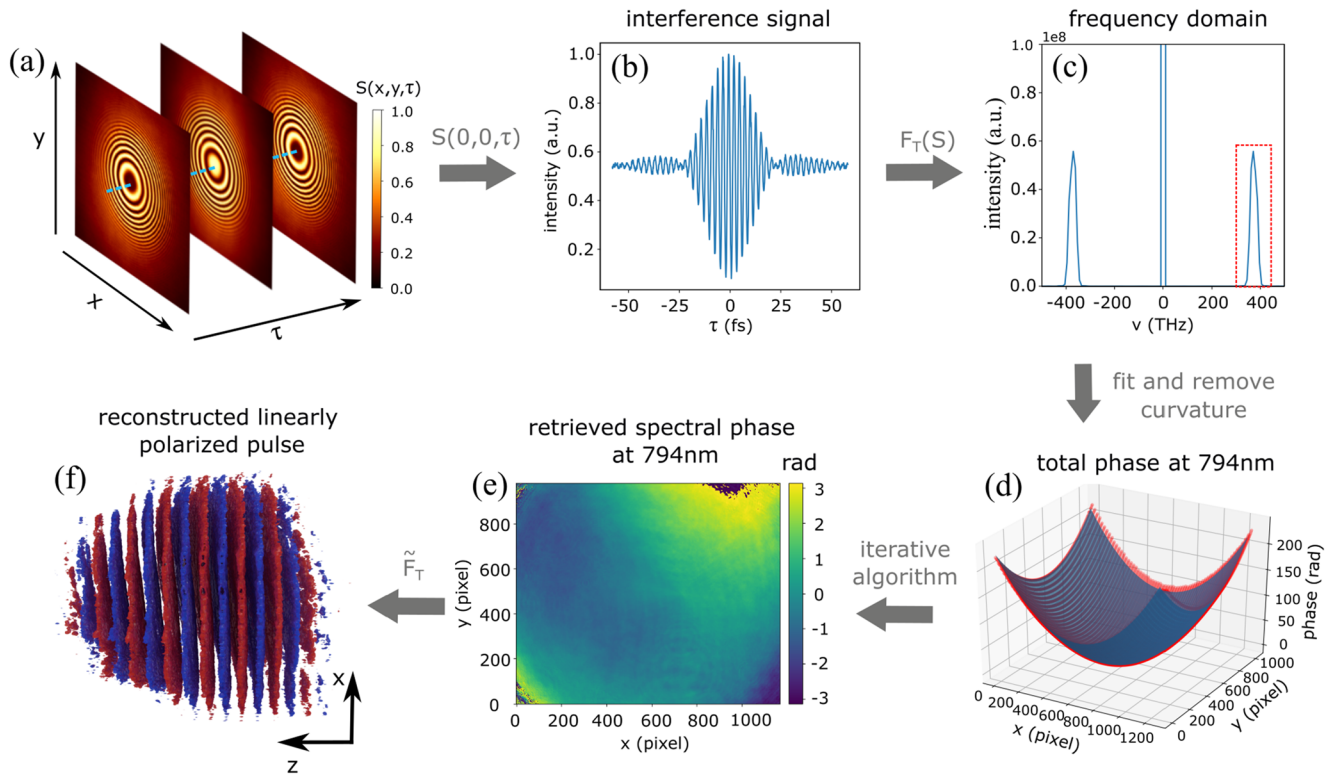 (a)
S(x,y,τ)
1.0
0.8
0.6
0.4
0.2
0.0
y
x
τ
S(0,0,τ)
interference signal
(b)
intensity (a.u.)
1.0
0.8
0.6
0.4
0.2
-50
-25
0
25
50
τ (fs)
F_T(S)
frequency domain
1e8
(c)
intensity (a.u.)
1.0
0.8
0.6
0.4
0.2
0.0
-400
-200
0
200
400
v (THz)
fit and remove
curvature
total phase at 794nm
(d)
200
150
100
50
0
phase (rad)
0
200
400
600
800
1000
1200
x (pixel)
0
200
400
600
800
1000
y (pixel)
iterative
algorithm
retrieved spectral phase
at 794nm
(e)
rad
3
2
1
0
-1
-2
-3
800
600
400
200
0
y (pixel)
0
200
400
600
800
1000
x (pixel)
F̃_T
reconstructed linearly
polarized pulse
(f)
x
z